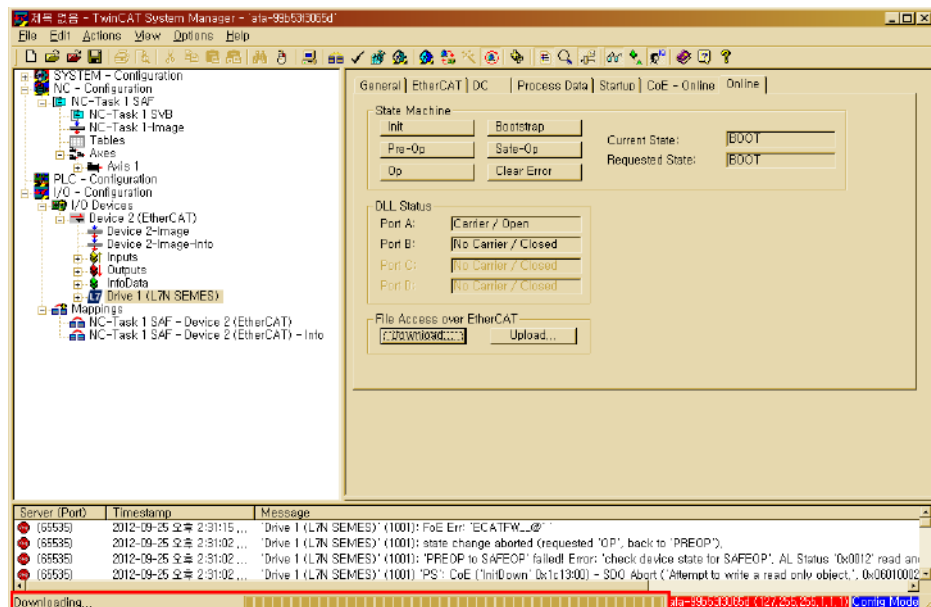 제목 없음 - TwinCAT System Manager - 'afa-99b53f3065d'
File Edit Actions View Options Help
SYSTEM - Configuration
NC - Configuration
NC-Task 1 SAF
NC-Task 1 SVB
NC-Task 1-Image
Tables
Axes
Axis 1
PLC - Configuration
I/O - Configuration
I/O Devices
Device 2 (EtherCAT)
Device 2-Image
Device 2-Image-Info
Inputs
Outputs
InfoData
Drive 1 (L7N SEMES)
Mappings
NC-Task 1 SAF - Device 2 (EtherCAT)
NC-Task 1 SAF - Device 2 (EtherCAT) - Info
General EtherCAT DC Process Data Startup CoE - Online Online
State Machine
Init Bootstrap
Pre-Op Safe-Op
Op Clear Error
Current State: BOOT
Requested State: BOOT
DLL Status
Port A: Carrier / Open
Port B: No Carrier / Closed
Port C: No Carrier / Closed
Port D: No Carrier / Closed
File Access over EtherCAT
Download... Upload...
Server (Port) Timestamp Message
(65535) 2012-09-25 오후 2:31:15 ... 'Drive 1 (L7N SEMES)' (1001): FoE Err: 'ECATFW__@' '
(65535) 2012-09-25 오후 2:31:02 ... 'Drive 1 (L7N SEMES)' (1001): state change aborted (requested 'OP', back to 'PREOP'),
(65535) 2012-09-25 오후 2:31:02 ... 'Drive 1 (L7N SEMES)' (1001): 'PREOP to SAFEOP' failed! Error: 'check device state for SAFEOP', AL Status '0x0012' read and
(65535) 2012-09-25 오후 2:31:02 ... 'Drive 1 (L7N SEMES)' (1001) 'PS': CoE ('InitDown' 0x1c13:00) - SDO Abort ('Attempt to write a read only object.', 0x06010002
Downloading... Config Mode